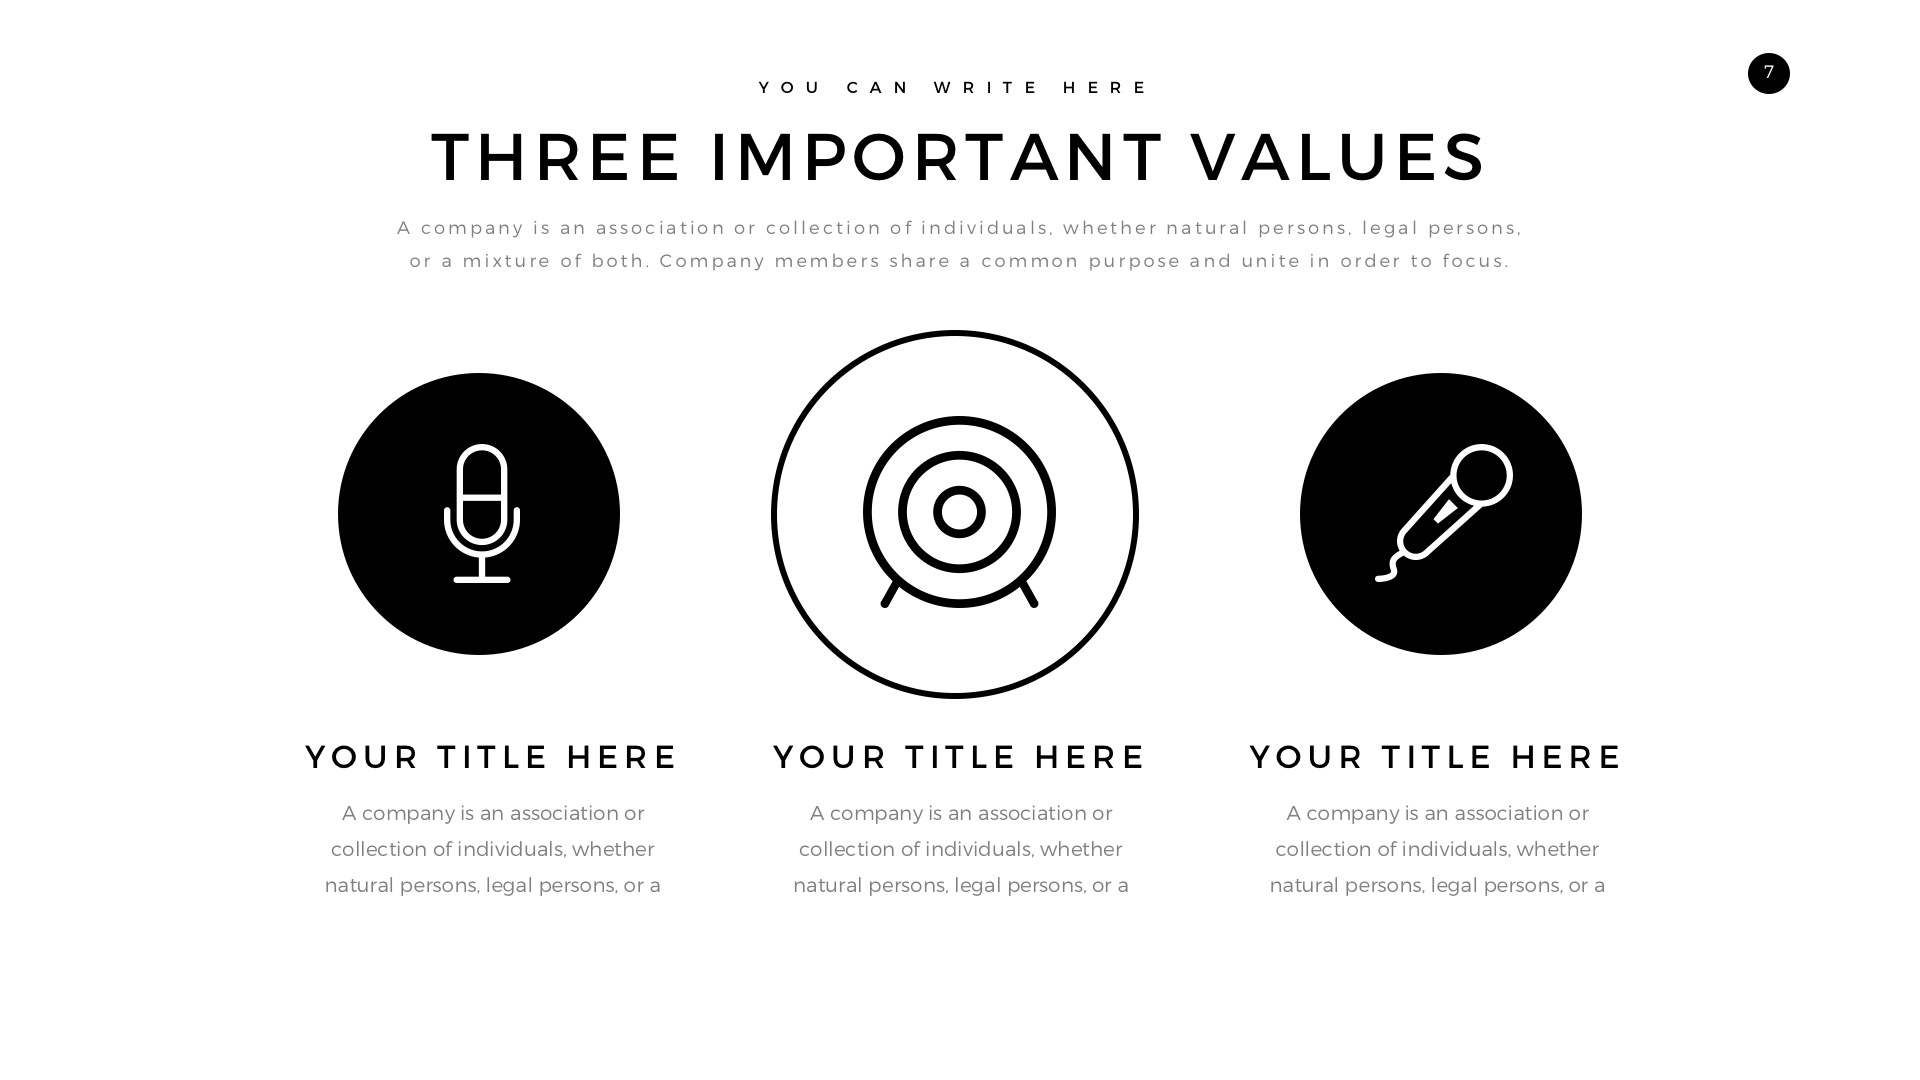 7
YOU CAN WRITE HERE
THREE IMPORTANT VALUES
A company is an association or collection of individuals, whether natural persons, legal persons,
or a mixture of both. Company members share a common purpose and unite in order to focus.
YOUR TITLE HERE
A company is an association or
collection of individuals, whether
natural persons, legal persons, or a
YOUR TITLE HERE
A company is an association or
collection of individuals, whether
natural persons, legal persons, or a
YOUR TITLE HERE
A company is an association or
collection of individuals, whether
natural persons, legal persons, or a